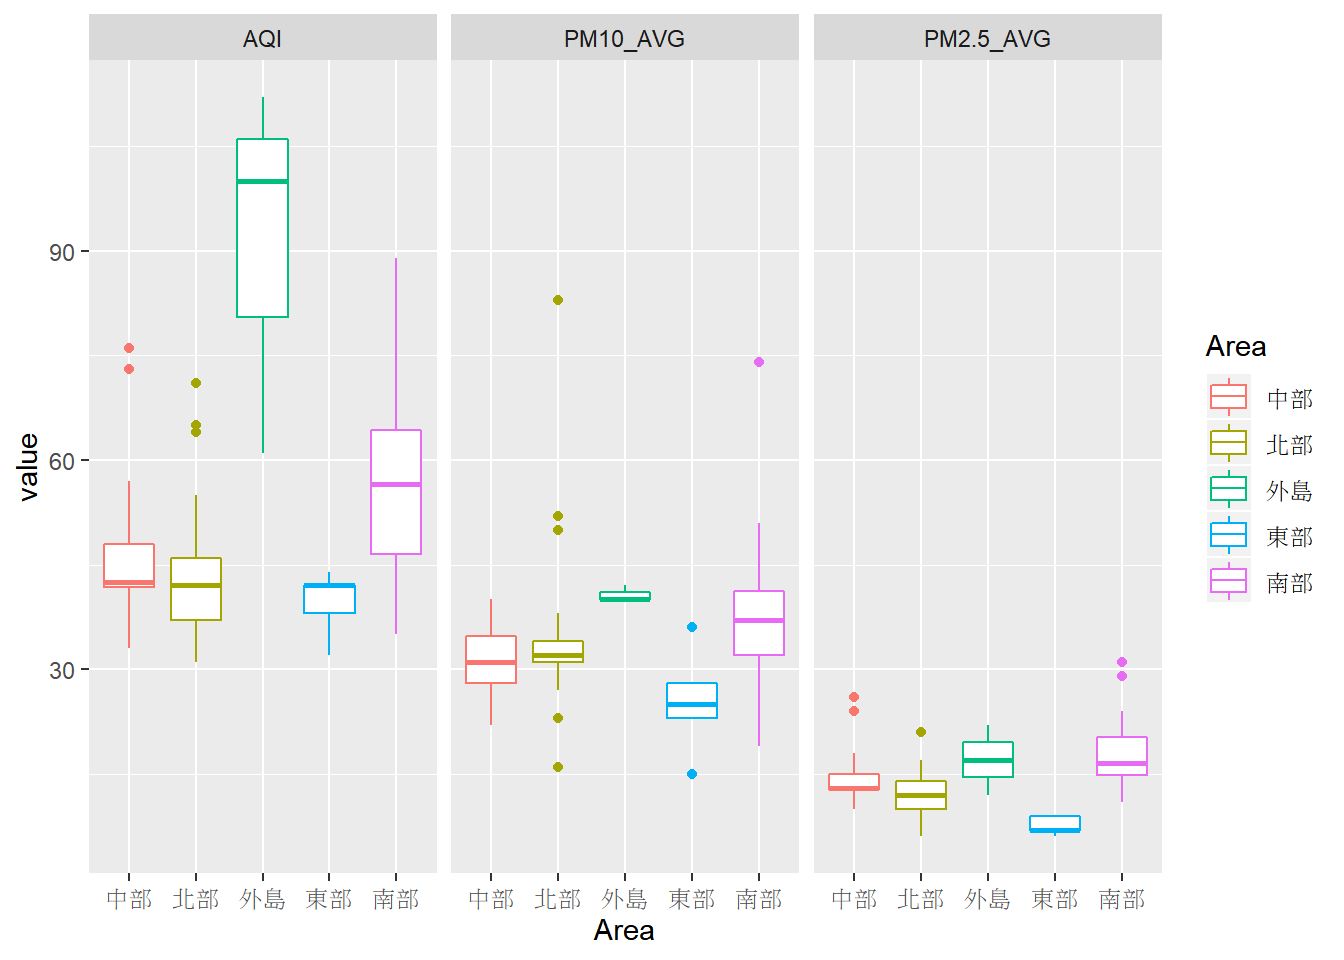 AQI
PM10_AVG
PM2.5_AVG
value
90
60
30
中部 北部 外島 東部 南部
中部 北部 外島 東部 南部
中部 北部 外島 東部 南部
Area
Area
中部
北部
外島
東部
南部